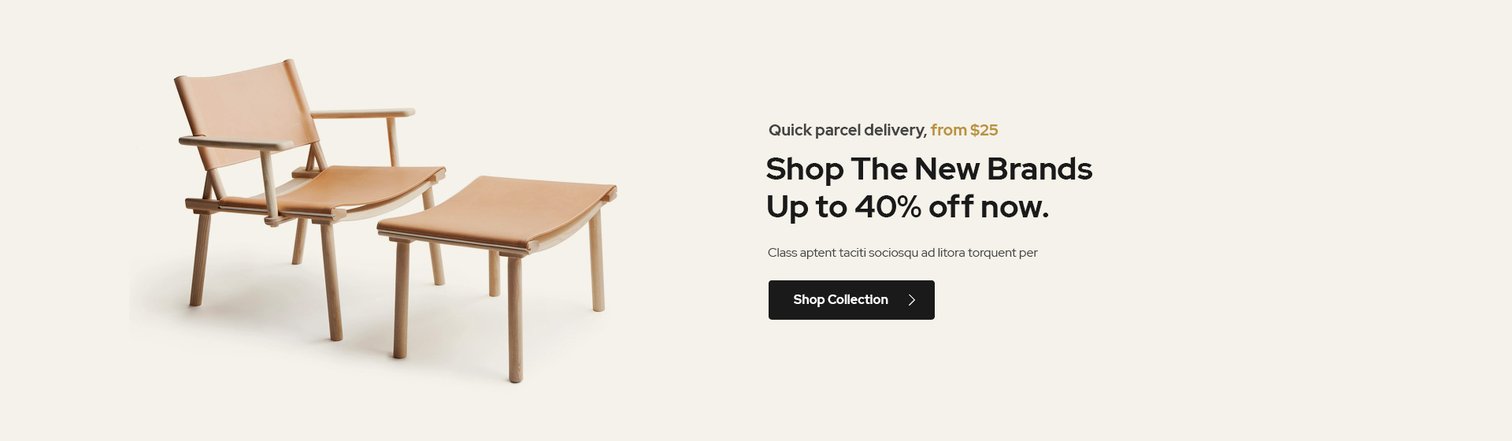 Quick parcel delivery, from $25
Shop The New Brands
Up to 40% off now.
Class aptent taciti sociosqu ad litora torquent per
Shop Collection